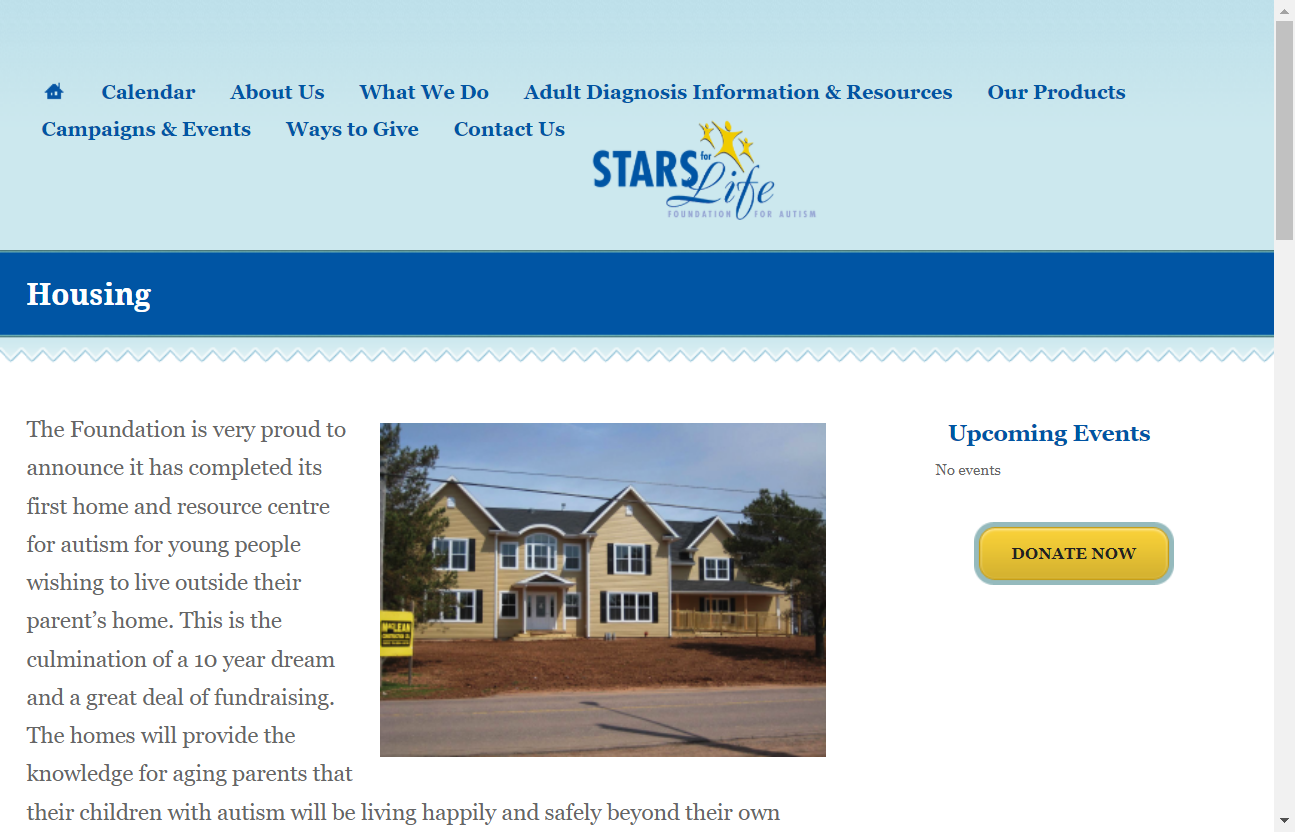 Calendar About Us What We Do Adult Diagnosis Information & Resources Our Products
Campaigns & Events Ways to Give Contact Us
STARS for Life
FOUNDATION FOR AUTISM
Housing
The Foundation is very proud to
announce it has completed its
first home and resource centre
for autism for young people
wishing to live outside their
parent’s home. This is the
culmination of a 10 year dream
and a great deal of fundraising.
The homes will provide the
knowledge for aging parents that
their children with autism will be living happily and safely beyond their own
MCLEAN
Upcoming Events
No events
DONATE NOW